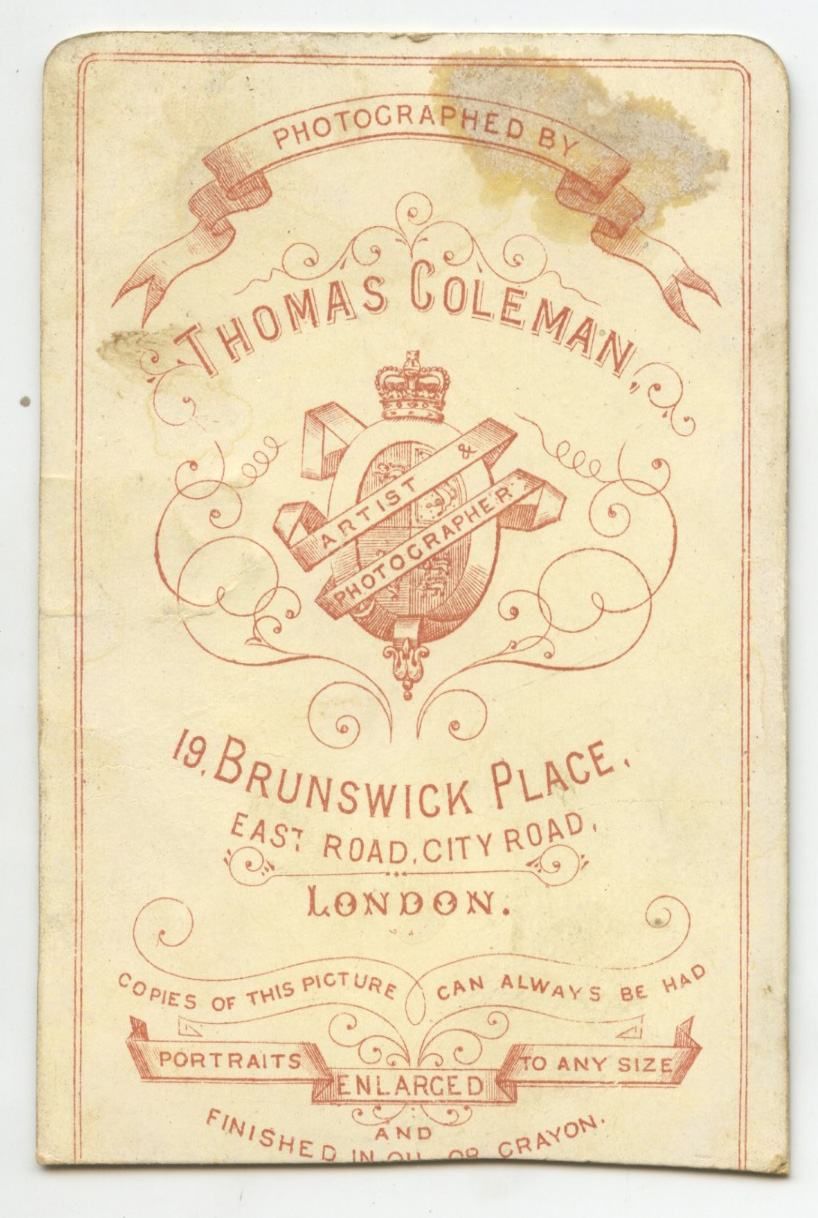 PHOTOGRAPHED BY
THOMAS COLEMAN,
ARTIST &
PHOTOGRAPHER.
19, BRUNSWICK PLACE,
EAST ROAD, CITY ROAD,
LONDON.
COPIES OF THIS PICTURE CAN ALWAYS BE HAD
PORTRAITS ENLARGED TO ANY SIZE
AND
FINISHED IN OIL OR CRAYON.